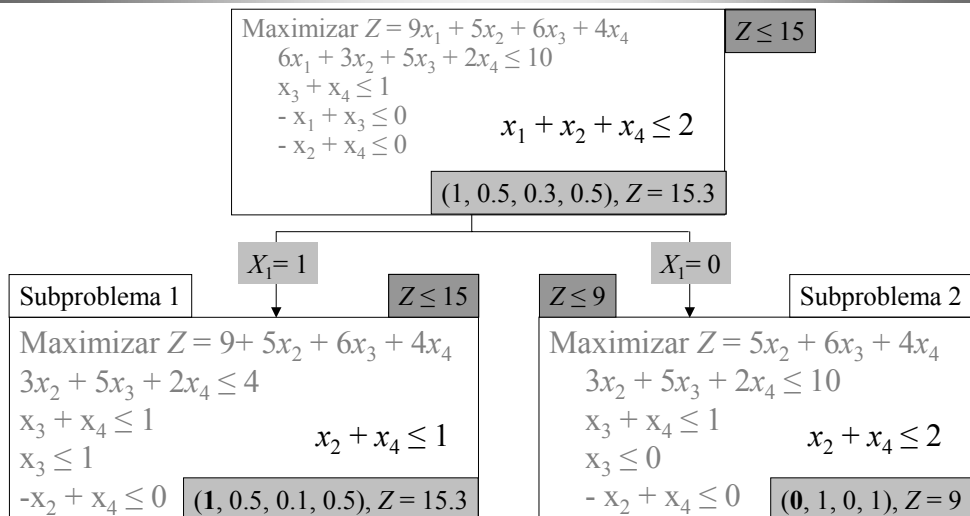 Maximizar Z = 9x₁ + 5x₂ + 6x₃ + 4x₄
Z ≤ 15
6x₁ + 3x₂ + 5x₃ + 2x₄ ≤ 10
x₃ + x₄ ≤ 1
- x₁ + x₃ ≤ 0
x₁ + x₂ + x₄ ≤ 2
- x₂ + x₄ ≤ 0
(1, 0.5, 0.3, 0.5), Z = 15.3
X₁= 1
X₁=0
Subproblema 1
Z ≤ 15
Z ≤ 9
Subproblema 2
Maximizar Z = 9+ 5x₂ + 6x₃ + 4x₄
3x₂ + 5x₃ + 2x₄ ≤ 4
x₃ + x₄ ≤ 1
x₂ + x₄ ≤ 1
x₃ ≤ 1
-x₂ + x₄ ≤ 0
(1, 0.5, 0.1, 0.5), Z = 15.3
Maximizar Z = 5x₂ + 6x₃ + 4x₄
3x₂ + 5x₃ + 2x₄ ≤ 10
x₃ + x₄ ≤ 1
x₂ + x₄ ≤ 2
x₃ ≤ 0
- x₂ + x₄ ≤ 0
(0, 1, 0, 1), Z = 9